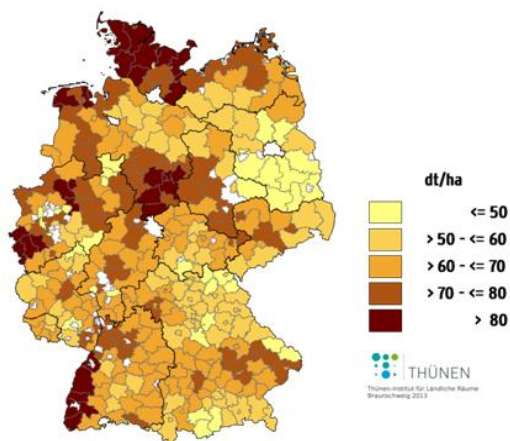 dt/ha
<= 50
> 50 - <= 60
> 60 - <= 70
> 70 - <= 80
> 80
THÜNEN
Thünen-Institut für Ländliche Räume
Braunschweig 2013